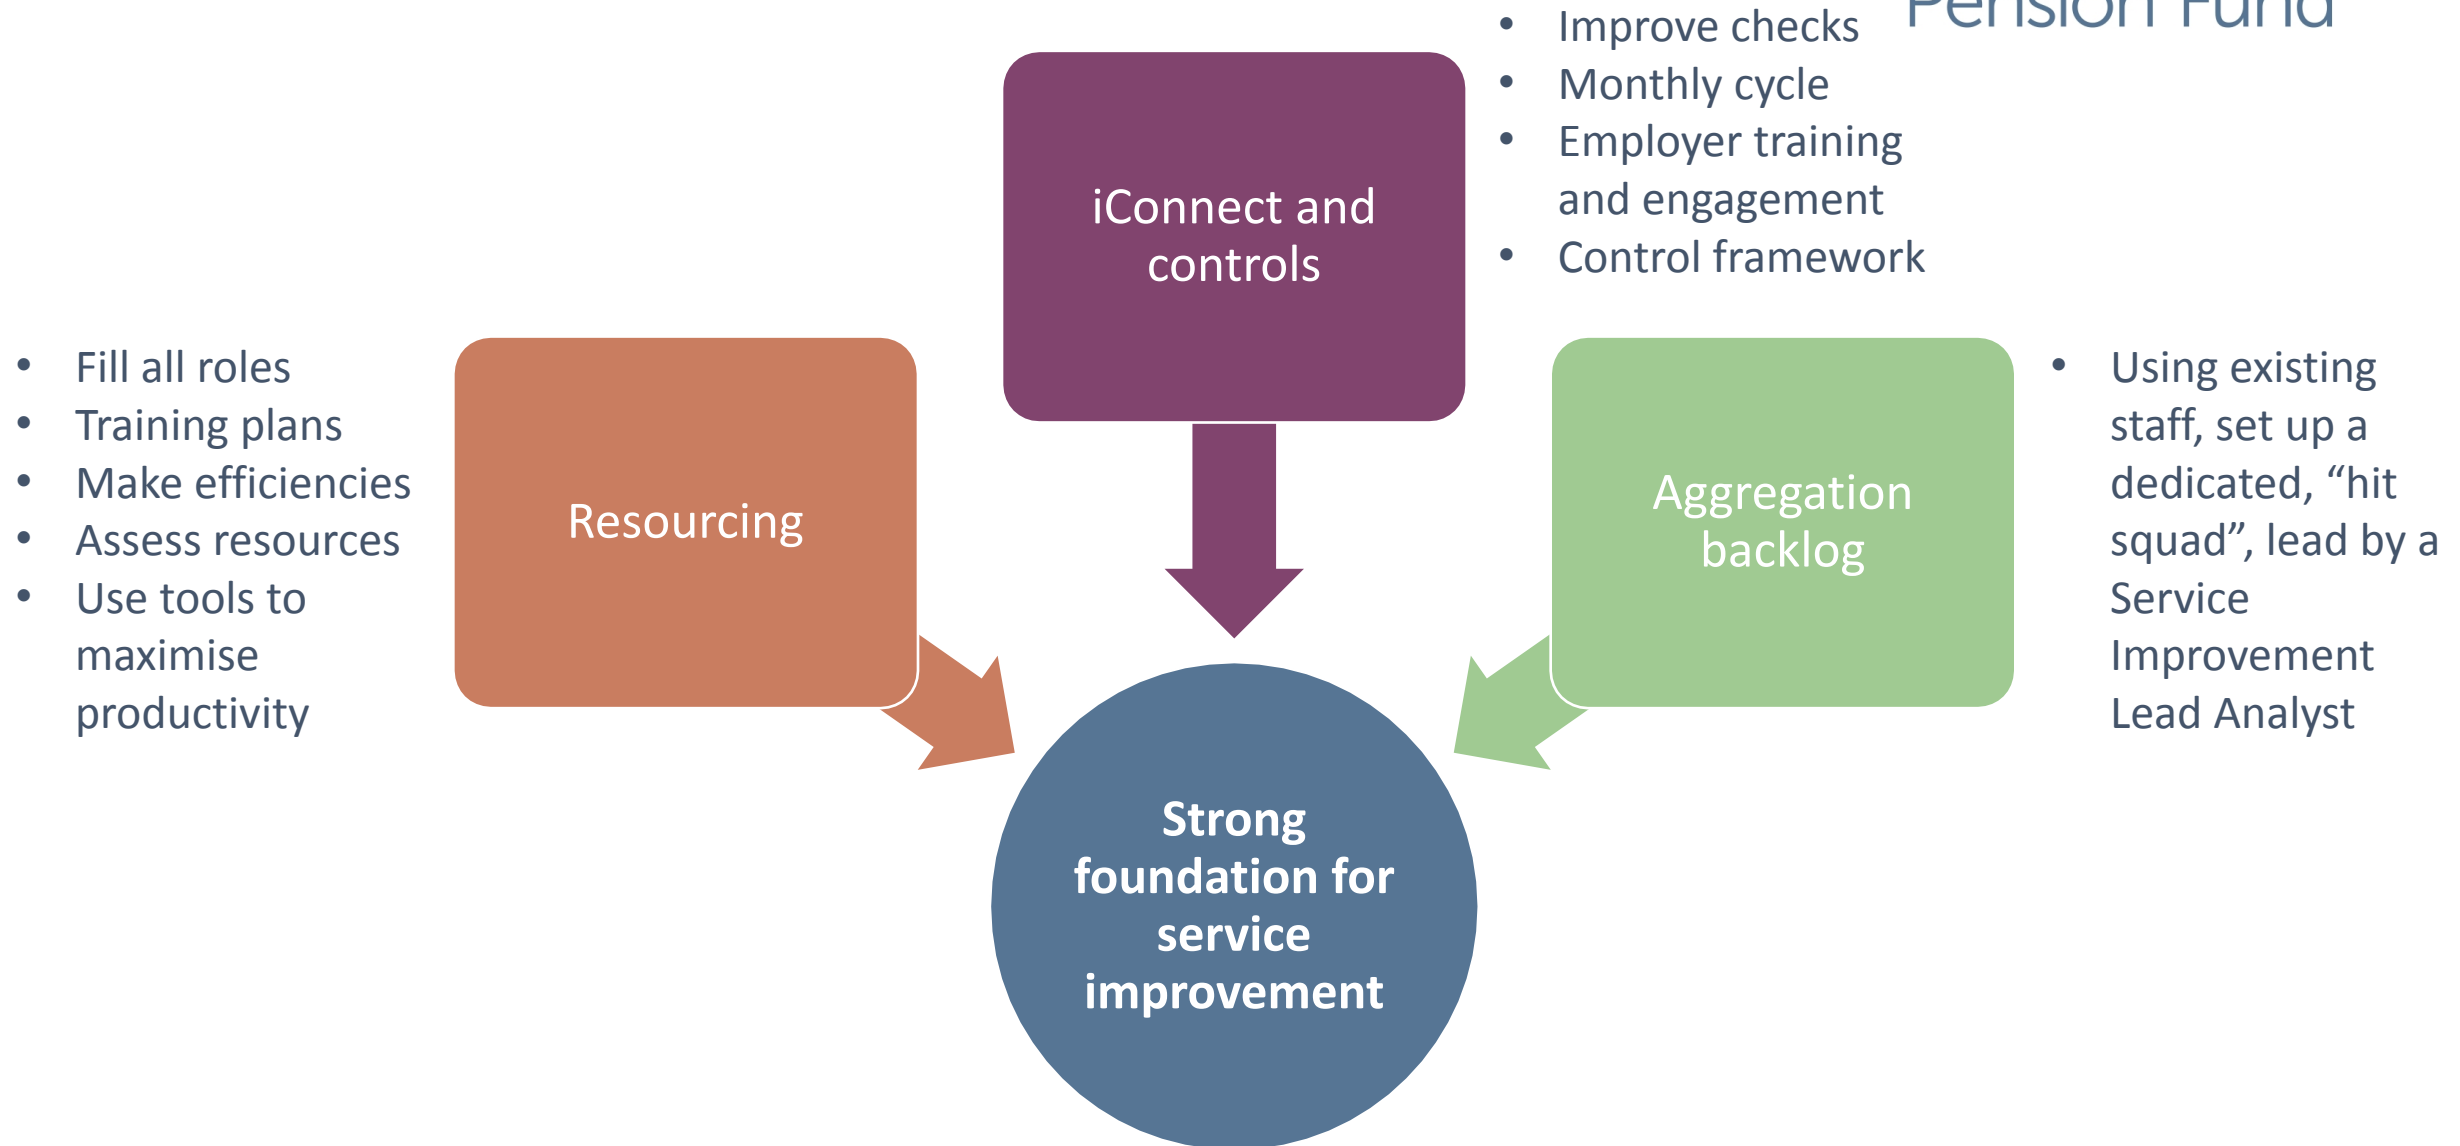 Pension Fund
• Improve checks
• Monthly cycle
• Employer training
and engagement
• Control framework
iConnect and
controls
• Fill all roles
• Training plans
• Make efficiencies
• Assess resources
• Use tools to
maximise
productivity
Resourcing
Aggregation
backlog
• Using existing
staff, set up a
dedicated, “hit
squad”, lead by a
Service
Improvement
Lead Analyst
Strong
foundation for
service
improvement